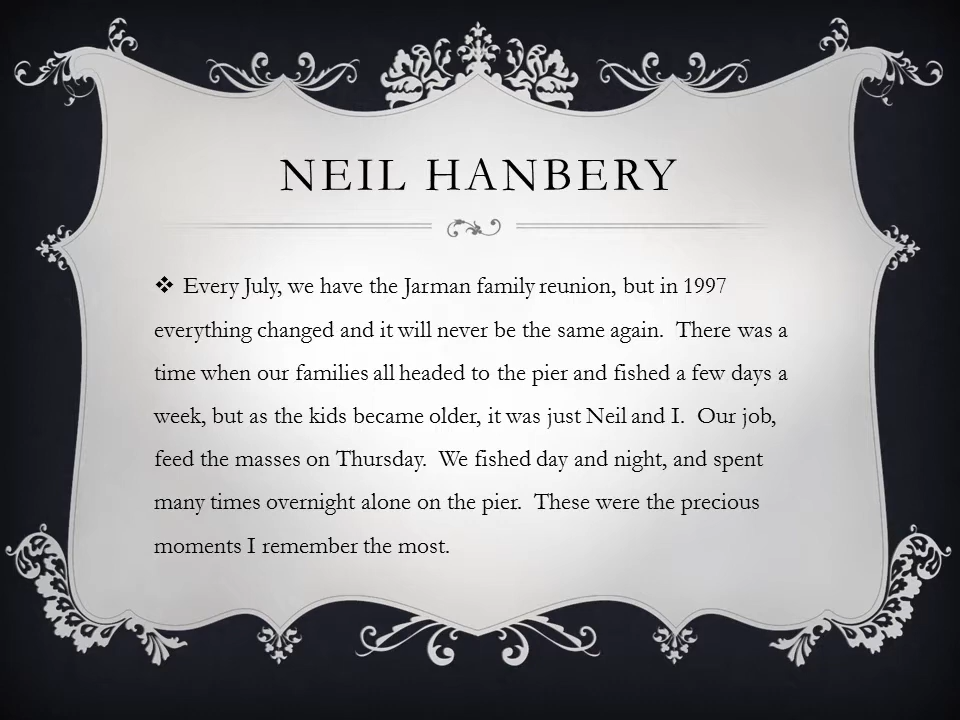 NEIL HANBERY
❖ Every July, we have the Jarman family reunion, but in 1997
everything changed and it will never be the same again.  There was a
time when our families all headed to the pier and fished a few days a
week, but as the kids became older, it was just Neil and I.  Our job,
feed the masses on Thursday.  We fished day and night, and spent
many times overnight alone on the pier.  These were the precious
moments I remember the most.